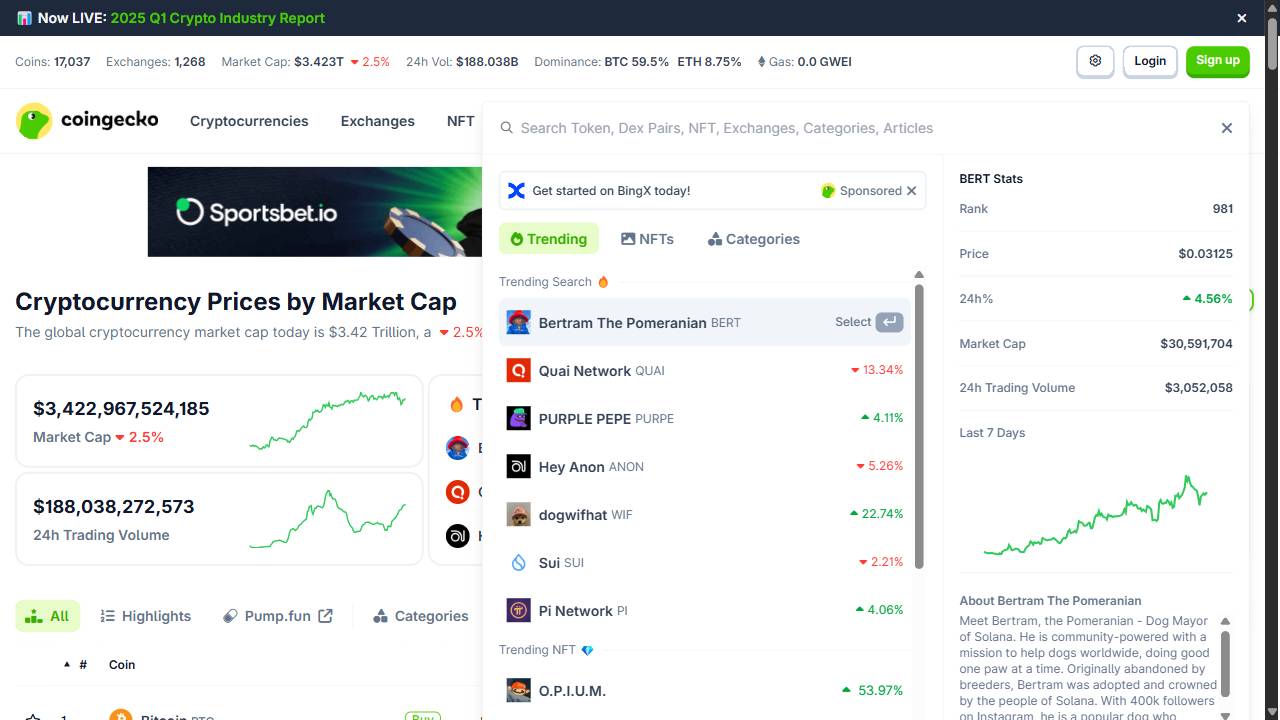 Now LIVE: 2025 Q1 Crypto Industry Report
Coins: 17,037 Exchanges: 1,268 Market Cap: $3.423T 2.5% 24h Vol: $188.038B Dominance: BTC 59.5% ETH 8.75% Gas: 0.0 GWEI
Login
Sign up
coingecko
Cryptocurrencies Exchanges NFT
Search Token, Dex Pairs, NFT, Exchanges, Categories, Articles
Sportsbet.io
Get started on BingX today! Sponsored
Trending NFTs Categories
Trending Search
Bertram The Pomeranian BERT Select
Quai Network QUAI 13.34%
PURPLE PEPE PURPE 4.11%
Hey Anon ANON 5.26%
dogwifhat WIF 22.74%
Sui SUI 2.21%
Pi Network PI 4.06%
Trending NFT
O.P.I.U.M. 53.97%
BERT Stats
Rank 981
Price $0.03125
24h% 4.56%
Market Cap $30,591,704
24h Trading Volume $3,052,058
Last 7 Days
About Bertram The Pomeranian
Meet Bertram, the Pomeranian - Dog Mayor
of Solana. He is community-powered with a
mission to help dogs worldwide, doing good
one paw at a time. Originally abandoned by
breeders, Bertram was adopted and crowned
by the people of Solana. With 400k followers
on Instagram, he is a popular dog who
Cryptocurrency Prices by Market Cap
The global cryptocurrency market cap today is $3.42 Trillion, a 2.5%
$3,422,967,524,185
Market Cap 2.5%
$188,038,272,573
24h Trading Volume
All Highlights Pump.fun Categories
# Coin
1 Bitcoin BTC Buy